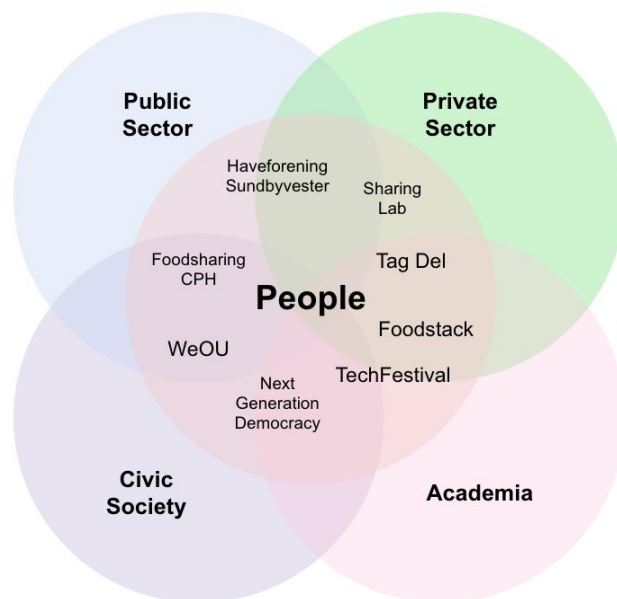 Public
Sector
Private
Sector
Haveforening
Sundbyvester
Sharing
Lab
Foodsharing
CPH
Tag Del
People
Foodstack
WeOU
TechFestival
Next
Generation
Democracy
Civic
Society
Academia